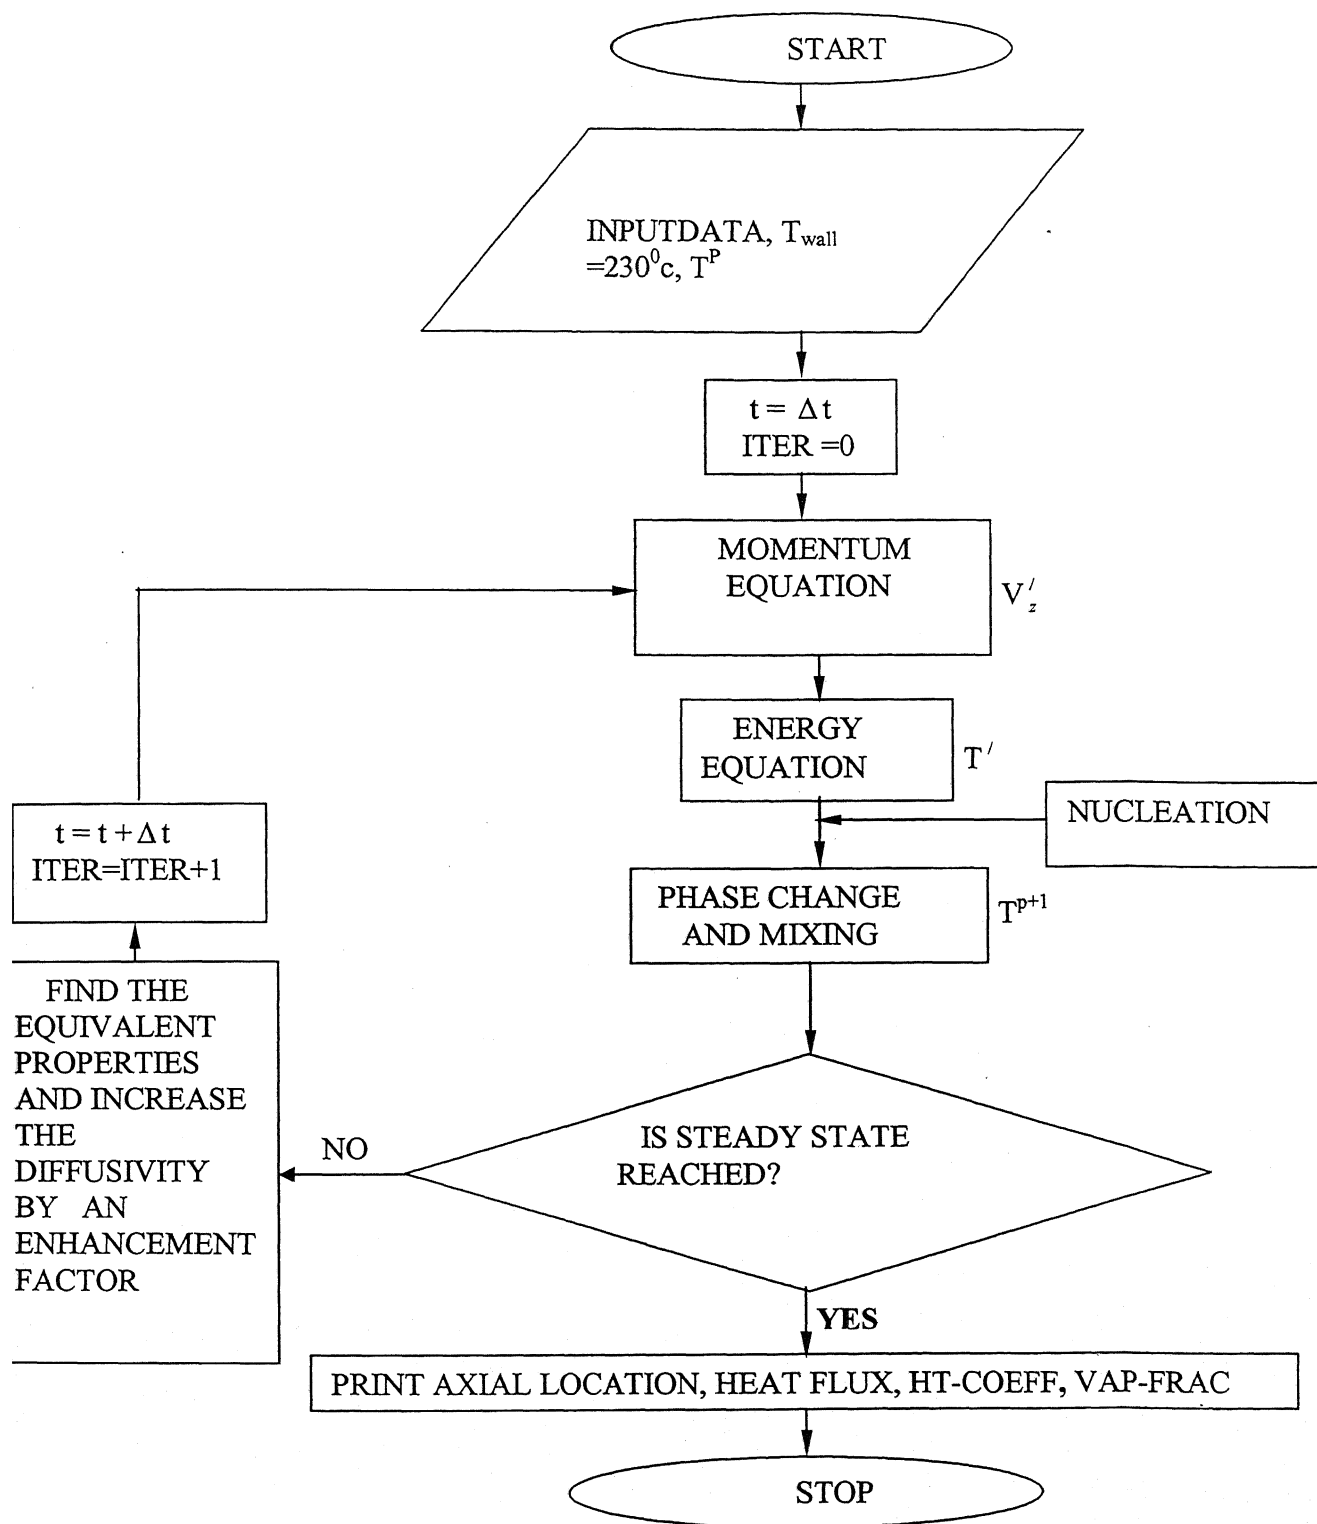 START
INPUTDATA, T_wall
=230⁰c, T^P
t = Δt
ITER =0
MOMENTUM
EQUATION
V_z^/
ENERGY
EQUATION
T^/
NUCLEATION
t = t + Δt
ITER=ITER+1
PHASE CHANGE
AND MIXING
T^{p+1}
FIND THE
EQUIVALENT
PROPERTIES
AND INCREASE
THE
DIFFUSIVITY
BY AN
ENHANCEMENT
FACTOR
NO
IS STEADY STATE
REACHED?
YES
PRINT AXIAL LOCATION, HEAT FLUX, HT-COEFF, VAP-FRAC
STOP